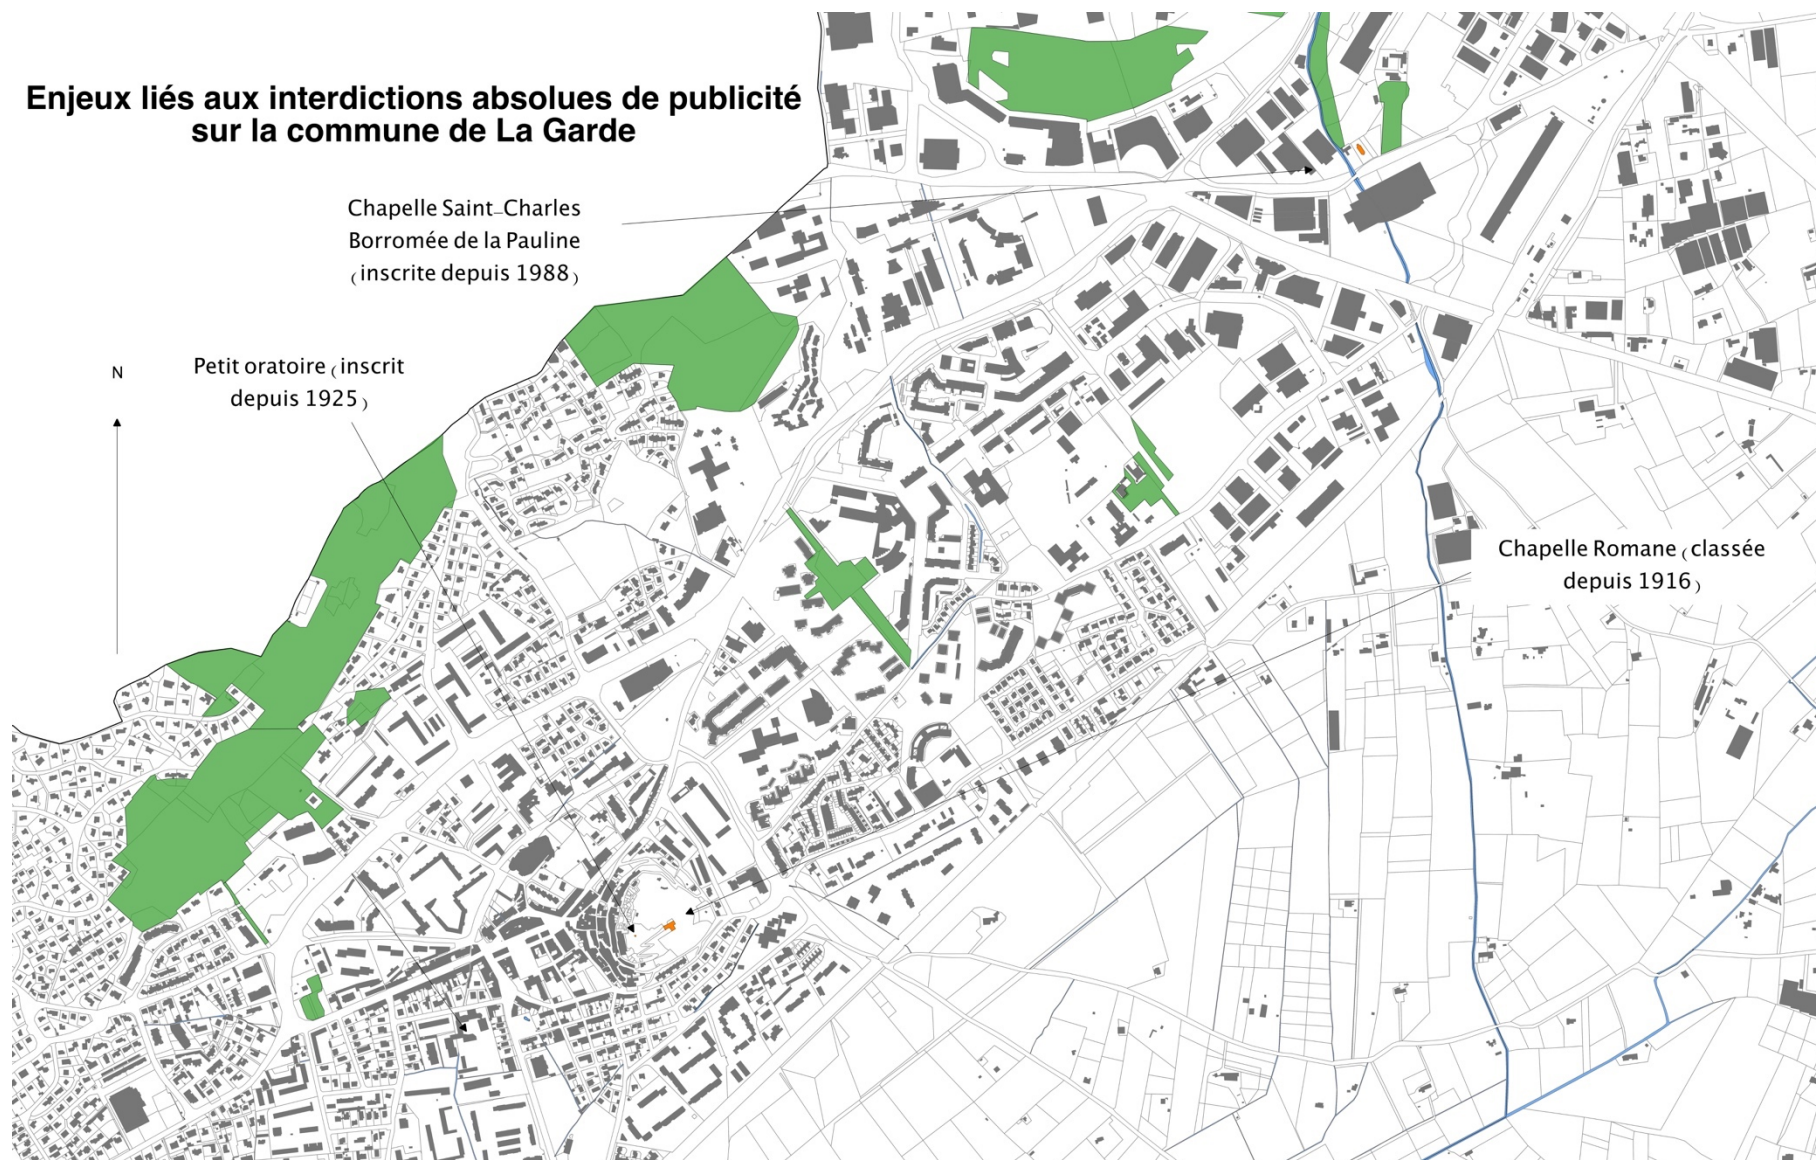 Enjeux liés aux interdictions absolues de publicité
sur la commune de La Garde
Chapelle Saint-Charles
Borromée de la Pauline
(inscrite depuis 1988)
Petit oratoire (inscrit
depuis 1925)
N
Chapelle Romane (classée
depuis 1916)